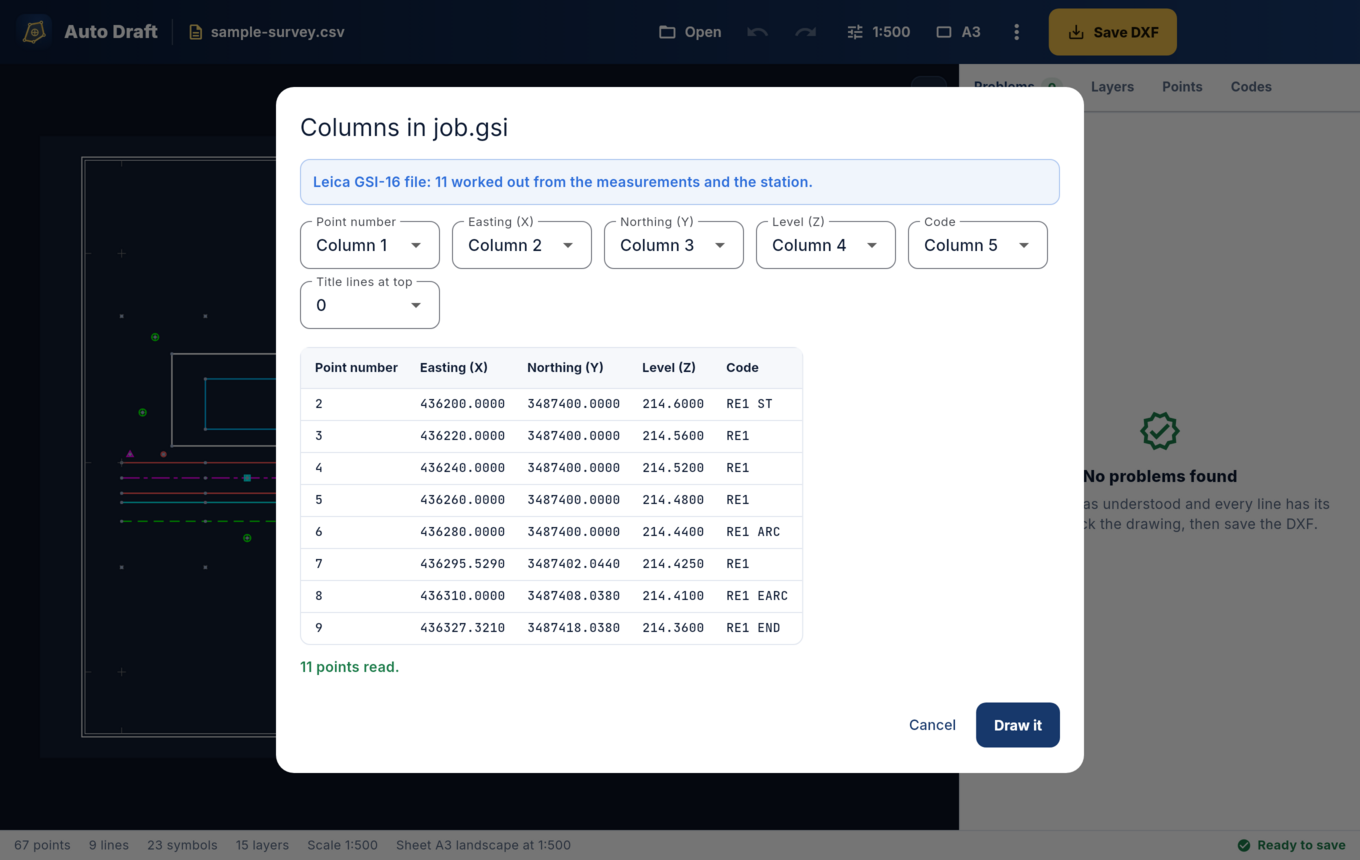 Auto Draft
sample-survey.csv
Open
1:500
A3
Save DXF
Problems 0
Layers
Points
Codes
Columns in job.gsi
Leica GSI-16 file: 11 worked out from the measurements and the station.
Point number
Easting (X)
Northing (Y)
Level (Z)
Code
Column 1
Column 2
Column 3
Column 4
Column 5
Title lines at top
0
Point number Easting (X) Northing (Y) Level (Z) Code
2 436200.0000 3487400.0000 214.6000 RE1 ST
3 436220.0000 3487400.0000 214.5600 RE1
4 436240.0000 3487400.0000 214.5200 RE1
5 436260.0000 3487400.0000 214.4800 RE1
6 436280.0000 3487400.0000 214.4400 RE1 ARC
7 436295.5290 3487402.0440 214.4250 RE1
8 436310.0000 3487408.0380 214.4100 RE1 EARC
9 436327.3210 3487418.0380 214.3600 RE1 END
11 points read.
Cancel
Draw it
No problems found
as understood and every line has its
ck the drawing, then save the DXF.
67 points
9 lines
23 symbols
15 layers
Scale 1:500
Sheet A3 landscape at 1:500
Ready to save